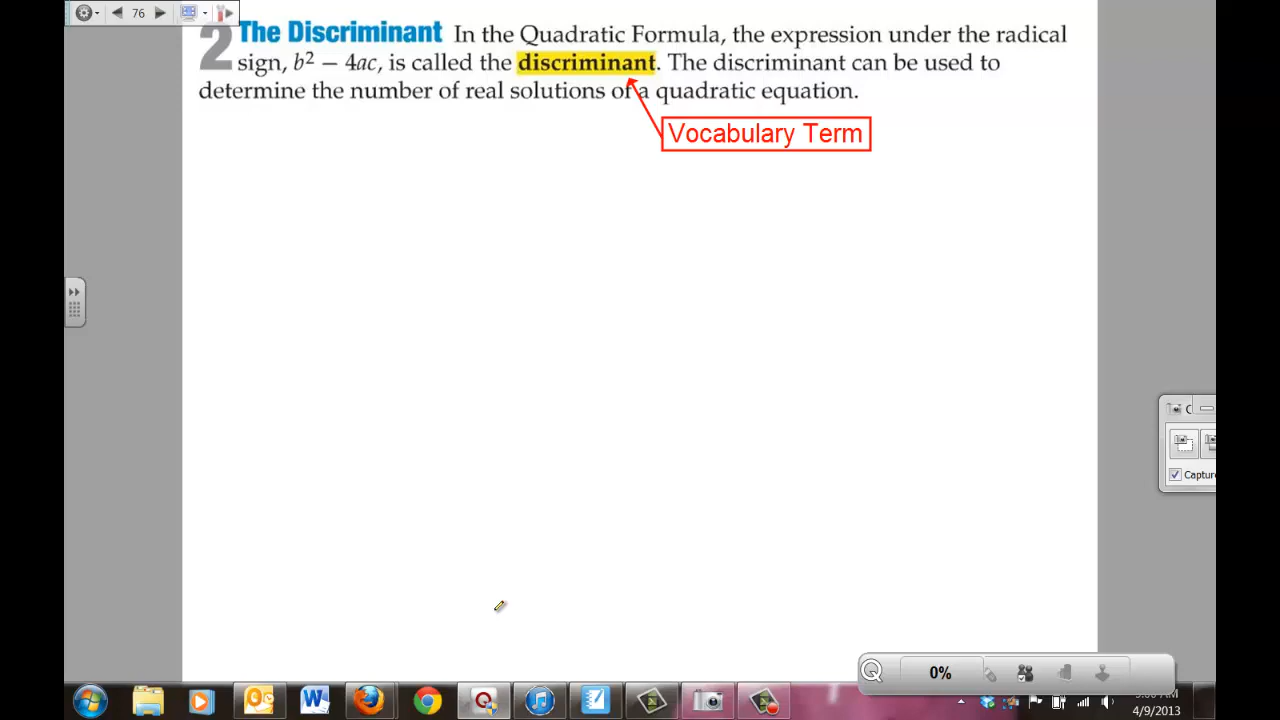 76
2 The Discriminant In the Quadratic Formula, the expression under the radical
sign, b² – 4ac, is called the discriminant. The discriminant can be used to
determine the number of real solutions of a quadratic equation.
Vocabulary Term
C
Capture
0%
4/9/2013